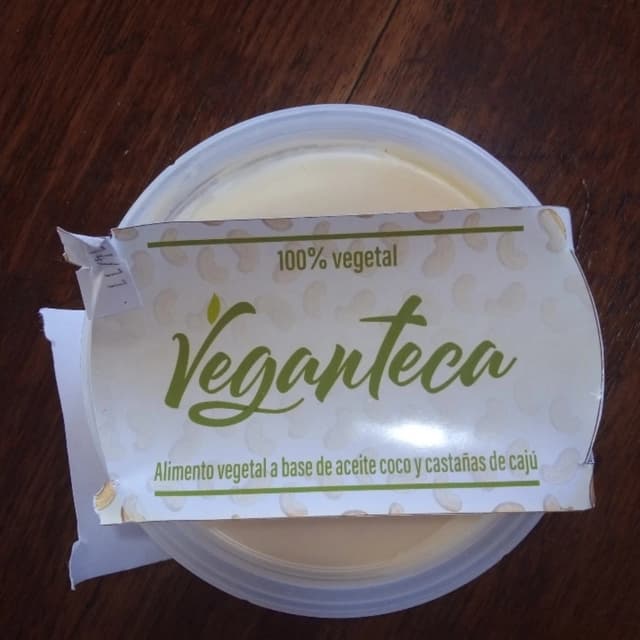 100% vegetal
Veganteca
Alimento vegetal a base de aceite coco y castañas de cajú